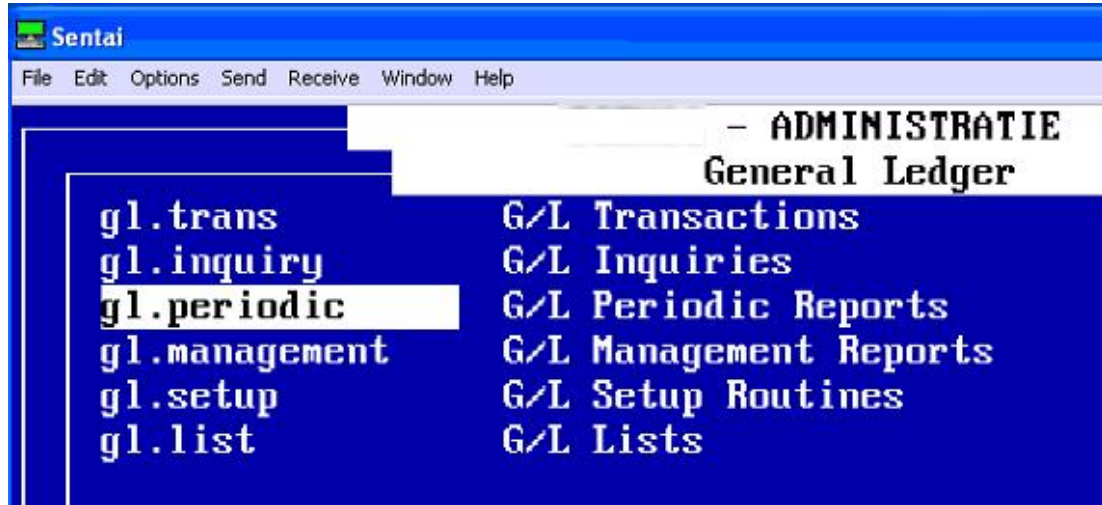 Sentai
File Edit Options Send Receive Window Help
- ADMINISTRATIE
General Ledger
gl.trans G/L Transactions
gl.inquiry G/L Inquiries
gl.periodic G/L Periodic Reports
gl.management G/L Management Reports
gl.setup G/L Setup Routines
gl.list G/L Lists